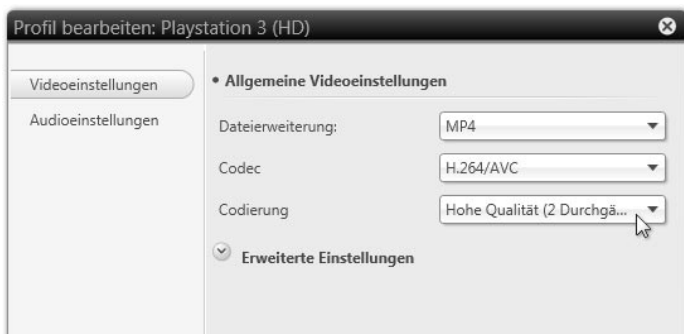 Profil bearbeiten: Playstation 3 (HD)
Videoeinstellungen
Audioeinstellungen
• Allgemeine Videoeinstellungen
Dateierweiterung: MP4
Codec H.264/AVC
Codierung Hohe Qualität (2 Durchgä...
Erweiterte Einstellungen